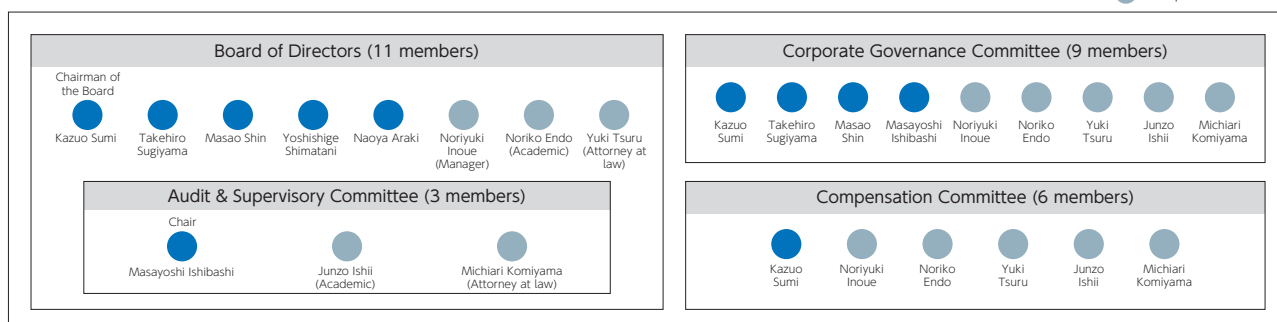 Board of Directors (11 members)
Chairman of
the Board
Kazuo Sumi
Takehiro
Sugiyama
Masao Shin
Yoshishige
Shimatani
Naoya Araki
Noriyuki
Inoue
(Manager)
Noriko Endo
(Academic)
Yuki Tsuru
(Attorney at
law)
Audit & Supervisory Committee (3 members)
Chair
Masayoshi Ishibashi
Junzo Ishii
(Academic)
Michiari Komiyama
(Attorney at law)
Corporate Governance Committee (9 members)
Kazuo
Sumi
Takehiro
Sugiyama
Masao
Shin
Masayoshi
Ishibashi
Noriyuki
Inoue
Noriko
Endo
Yuki
Tsuru
Junzo
Ishii
Michiari
Komiyama
Compensation Committee (6 members)
Kazuo
Sumi
Noriyuki
Inoue
Noriko
Endo
Yuki
Tsuru
Junzo
Ishii
Michiari
Komiyama